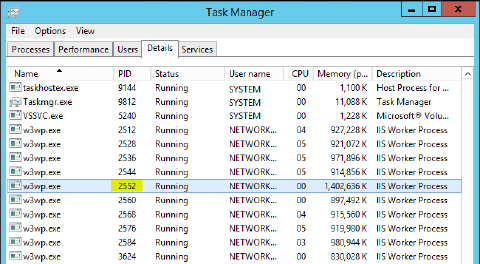 Task Manager
File Options View
Processes Performance Users Details Services
Name PID Status User name CPU Memory (p... Description
taskhostex.exe 9144 Running SYSTEM 00 1,100 K Host Process for ...
Taskmgr.exe 9812 Running SYSTEM 00 11,088 K Task Manager
VSSVC.exe 2240 Running SYSTEM 00 1,228 K Microsoft® Volu...
w3wp.exe 2512 Running NETWORK... 04 927,228 K IIS Worker Process
w3wp.exe 2528 Running NETWORK... 05 921,072 K IIS Worker Process
w3wp.exe 2536 Running NETWORK... 05 971,896 K IIS Worker Process
w3wp.exe 2544 Running NETWORK... 05 914,856 K IIS Worker Process
w3wp.exe 2552 Running NETWORK... 00 1,402,636 K IIS Worker Process
w3wp.exe 2560 Running NETWORK... 00 897,492 K IIS Worker Process
w3wp.exe 2568 Running NETWORK... 04 915,560 K IIS Worker Process
w3wp.exe 2576 Running NETWORK... 05 919,980 K IIS Worker Process
w3wp.exe 2584 Running NETWORK... 03 980,944 K IIS Worker Process
w3wp.exe 3624 Running NETWORK... 00 830,028 K IIS Worker Process